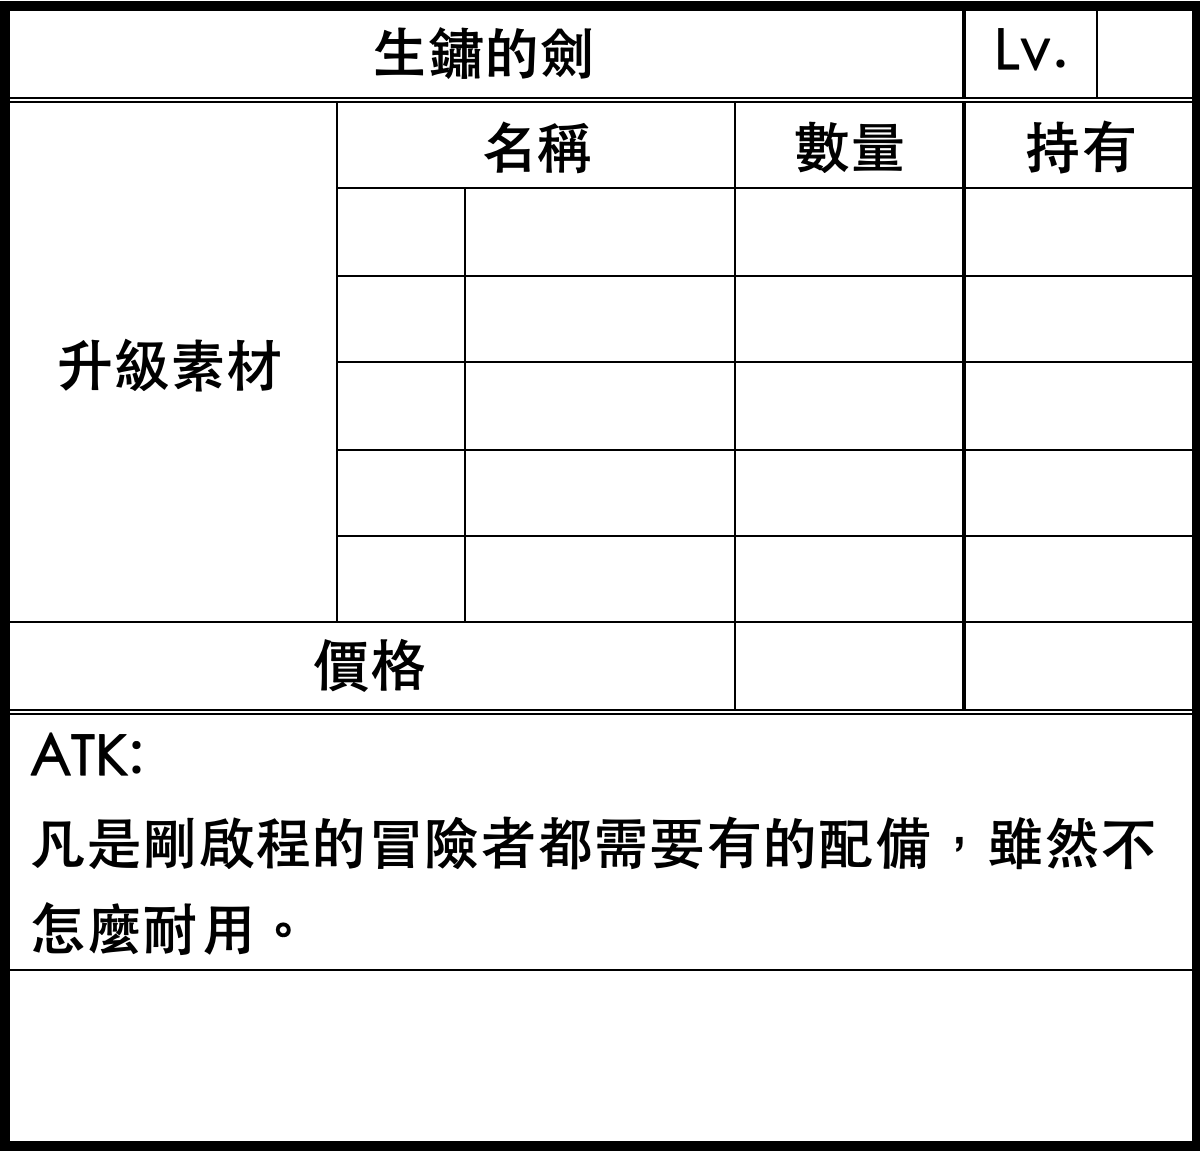 生鏽的劍 Lv.
名稱 數量 持有
升級素材
價格
ATK:
凡是剛啟程的冒險者都需要有的配備，雖然不
怎麼耐用。